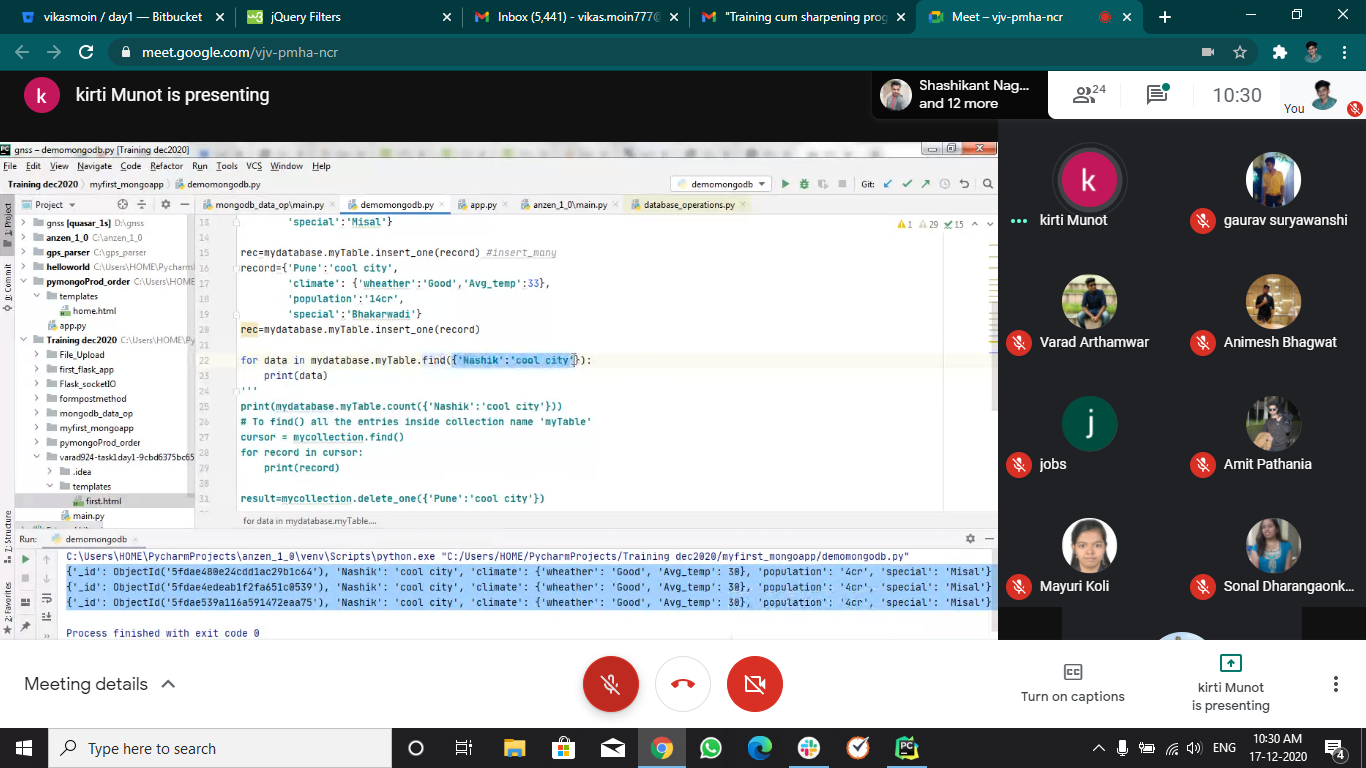 vikasmoin / day1 — Bitbucket
jQuery Filters
Inbox (5,441) - vikas.moin777@
"Training cum sharpening prog
Meet – vjv-pmha-ncr
meet.google.com/vjv-pmha-ncr
k kirti Munot is presenting
Shashikant Nag...
and 12 more
24
10:30
You
gnss – demomongodb.py [Training dec2020]
File Edit View Navigate Code Refactor Run Tools VCS Window Help
Training dec2020 myfirst_mongoapp demomongodb.py
demomongodb
Git:
Project
mongodb_data_op\main.py
demomongodb.py
app.py
anzen_1_0\main.py
database_operations.py
gnss [quasar_1s] D:\gnss
anzen_1_0 C:\anzen_1_0
gps_parser C:\gps_parser
helloworld C:\Users\HOME\Pycharm
pymongoProd_order C:\Users\HOME
templates
home.html
app.py
Training dec2020 C:\Users\HOME\
File_Upload
first_flask_app
Flask_socketIO
formpostmethod
mongodb_data_op
myfirst_mongoapp
pymongoProd_order
varad924-task1day1-9cbd6375bc65
.idea
templates
first.html
main.py
1: Project
0: Commit
7: Structure
2: Favorites
1 29 15
13 'special':'Misal'}
14
15 rec=mydatabase.myTable.insert_one(record) #insert_many
16 record={'Pune':'cool city',
17 'climate': {'wheather':'Good','Avg_temp':33},
18 'population':'14cr',
19 'special':'Bhakarwadi'}
20 rec=mydatabase.myTable.insert_one(record)
21
22 for data in mydatabase.myTable.find({'Nashik':'cool city'}):
23 print(data)
24 '''
25 print(mydatabase.myTable.count({'Nashik':'cool city'}))
26 # To find() all the entries inside collection name 'myTable'
27 cursor = mycollection.find()
28 for record in cursor:
29 print(record)
30
31 result=mycollection.delete_one({'Pune':'cool city'})
for data in mydatabase.myTable....
Run: demomongodb
C:\Users\HOME\PycharmProjects\anzen_1_0\venv\Scripts\python.exe "C:/Users/HOME/PycharmProjects/Training dec2020/myfirst_mongoapp/demomongodb.py"
{'_id': ObjectId('5fdae480e24cdd1ac29b1c64'), 'Nashik': 'cool city', 'climate': {'wheather': 'Good', 'Avg_temp': 30}, 'population': '4cr', 'special': 'Misal'}
{'_id': ObjectId('5fdae4edeab1f2fa651c0539'), 'Nashik': 'cool city', 'climate': {'wheather': 'Good', 'Avg_temp': 30}, 'population': '4cr', 'special': 'Misal'}
{'_id': ObjectId('5fdae539a116a591472eaa75'), 'Nashik': 'cool city', 'climate': {'wheather': 'Good', 'Avg_temp': 30}, 'population': '4cr', 'special': 'Misal'}
Process finished with exit code 0
k
kirti Munot
gaurav suryawanshi
Varad Arthamwar
Animesh Bhagwat
j
jobs
Amit Pathania
Mayuri Koli
Sonal Dharangaonk...
Meeting details
Turn on captions
kirti Munot
is presenting
Type here to search
ENG
10:30 AM
17-12-2020
4